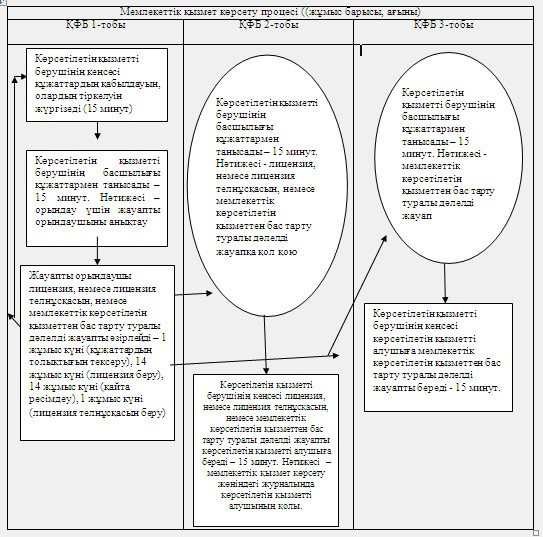 Мемлекеттік қызмет көрсету процесі ((жұмыс барысы, ағыны)
ҚФБ 1-тобы
ҚФБ 2-тобы
ҚФБ 3-тобы
Көрсетілетін қызметті
берушінің кеңсесі
құжаттардың қабылдауын,
олардың тіркелуін
жүргізеді (15 минут)
Көрсетілетін қызметті
берушінің басшылығы
құжаттармен танысады –
15 минут. Нәтижесі –
орындау үшін жауапты
орындаушыны анықтау
Жауапты орындаушы
лицензия, немесе лицензия
телнұсқасын, немесе
мемлекеттік көрсетілетін
қызметтен бас тарту туралы
дәлелді жауапты әзірлейді – 1
жұмыс күні (құжаттардың
толықтығын тексеру), 14
жұмыс күні (лицензия беру),
14 жұмыс күні (қайта
ресімдеу), 1 жұмыс күні
(лицензия телнұсқасын беру)
Көрсетілетін қызметті
берушінің
басшылығы
құжаттармен
танысады – 15 минут.
Нәтижесі - лицензия,
немесе лицензия
телнұсқасын, немесе
мемлекеттік
көрсетілетін
қызметтен бас тарту
туралы дәлелді
жауапқа қол қою
Көрсетілетін қызметті
берушінің кеңсесі лицензия,
немесе лицензия телнұсқасын,
немесе мемлекеттік
көрсетілетін қызметтен бас
тарту туралы дәлелді жауапты
көрсетілетін қызметті алушыға
береді – 15 минут. Нәтижесі –
мемлекеттік қызмет көрсету
жөніндегі журналында
көрсетілетін қызметті
алушының қолы.
Көрсетілетін
қызметті берушінің
басшылығы
құжаттармен
танысады – 15
минут. Нәтижесі -
мемлекеттік
көрсетілетін
қызметтен бас тарту
туралы дәлелді
жауап
Көрсетілетін қызметті
берушінің кеңсесі
көрсетілетін қызметті
алушыға мемлекеттік
көрсетілетін қызметтен бас
тарту туралы дәлелді
жауапты береді - 15 минут.